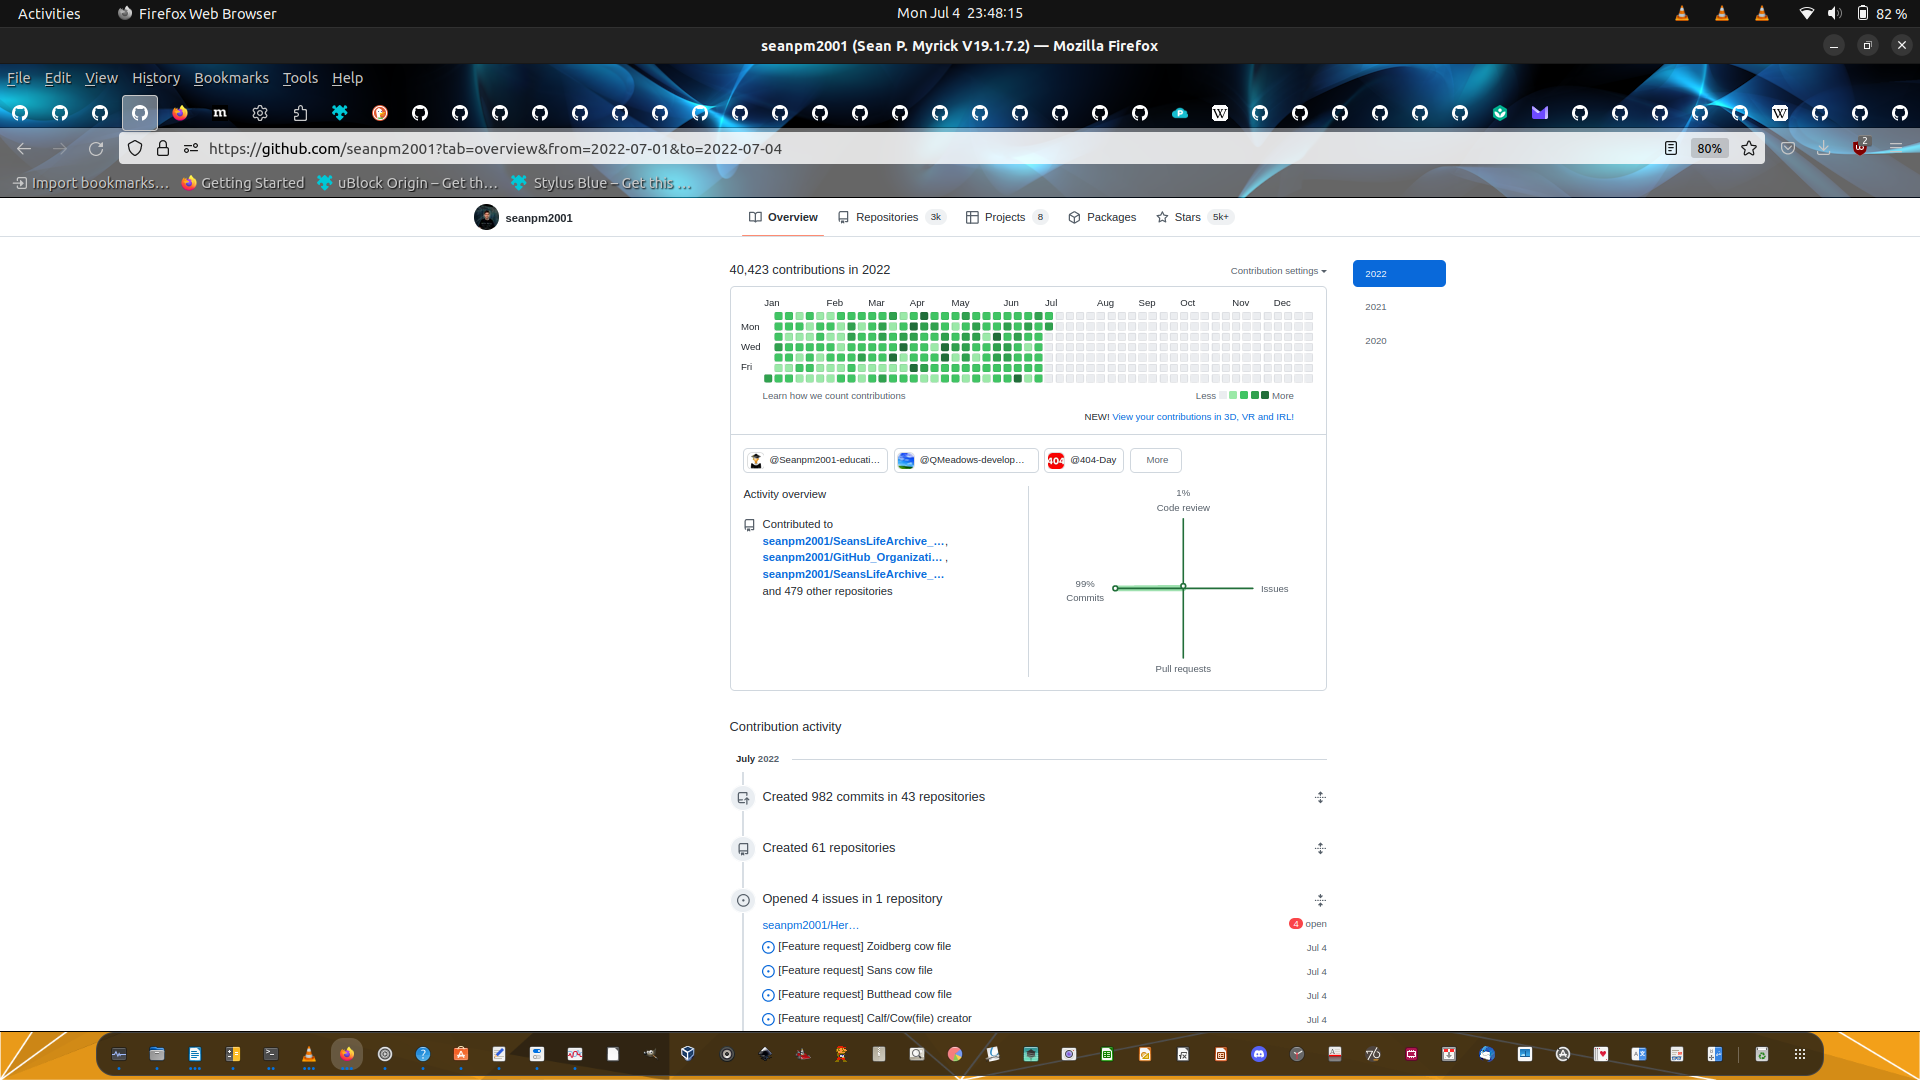 Activities
Firefox Web Browser
Mon Jul 4 23:48:15
82 %
seanpm2001 (Sean P. Myrick V19.1.7.2) — Mozilla Firefox
File Edit View History Bookmarks Tools Help
https://github.com/seanpm2001?tab=overview&from=2022-07-01&to=2022-07-04
80%
2
Import bookmarks… Getting Started uBlock Origin – Get th… Stylus Blue – Get this …
seanpm2001
Overview Repositories 3k Projects 8 Packages Stars 5k+
40,423 contributions in 2022
Contribution settings
2022
2021
2020
Jan Feb Mar Apr May Jun Jul Aug Sep Oct Nov Dec
Mon
Wed
Fri
Learn how we count contributions
Less More
NEW! View your contributions in 3D, VR and IRL!
@Seanpm2001-educati… @QMeadows-develop… 404 @404-Day More
Activity overview
Contributed to
seanpm2001/SeansLifeArchive_…,
seanpm2001/GitHub_Organizati… ,
seanpm2001/SeansLifeArchive_…
and 479 other repositories
1%
Code review
99%
Commits
Issues
Pull requests
Contribution activity
July 2022
Created 982 commits in 43 repositories
Created 61 repositories
Opened 4 issues in 1 repository
seanpm2001/Her…
4 open
[Feature request] Zoidberg cow file Jul 4
[Feature request] Sans cow file Jul 4
[Feature request] Butthead cow file Jul 4
[Feature request] Calf/Cow(file) creator Jul 4